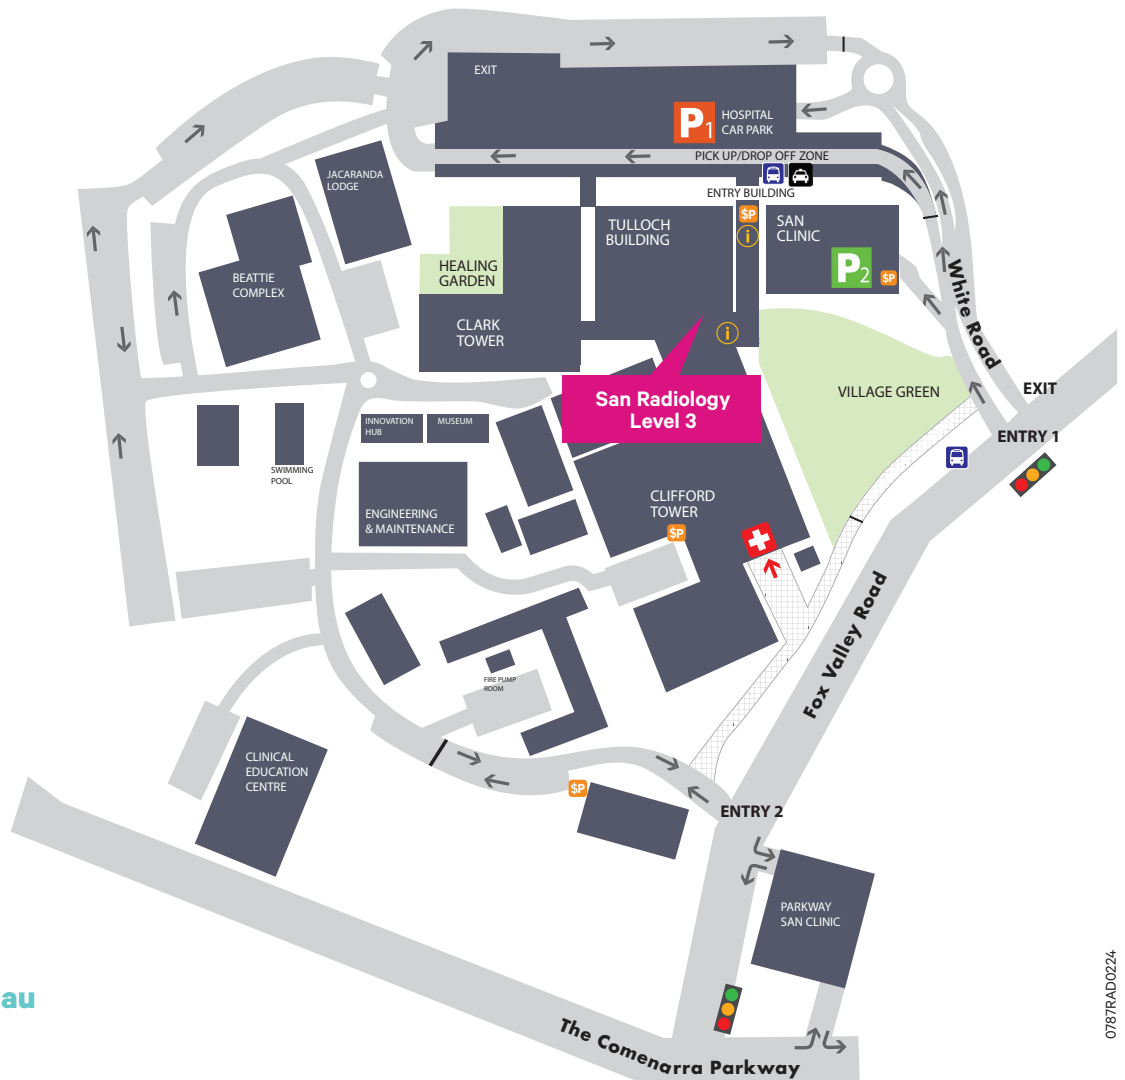 EXIT
P1
HOSPITAL
CAR PARK
PICK UP/DROP OFF ZONE
ENTRY BUILDING
JACARANDA
LODGE
$P
i
TULLOCH
BUILDING
SAN
CLINIC
P2
$P
BEATTIE
COMPLEX
HEALING
GARDEN
CLARK
TOWER
i
White Road
San Radiology
Level 3
VILLAGE GREEN
EXIT
ENTRY 1
INNOVATION
HUB
MUSEUM
SWIMMING
POOL
ENGINEERING
& MAINTENANCE
CLIFFORD
TOWER
$P
Fox Valley Road
FIRE PUMP
ROOM
CLINICAL
EDUCATION
CENTRE
$P
ENTRY 2
PARKWAY
SAN CLINIC
au
The Comenarra Parkway
0787RAD0224